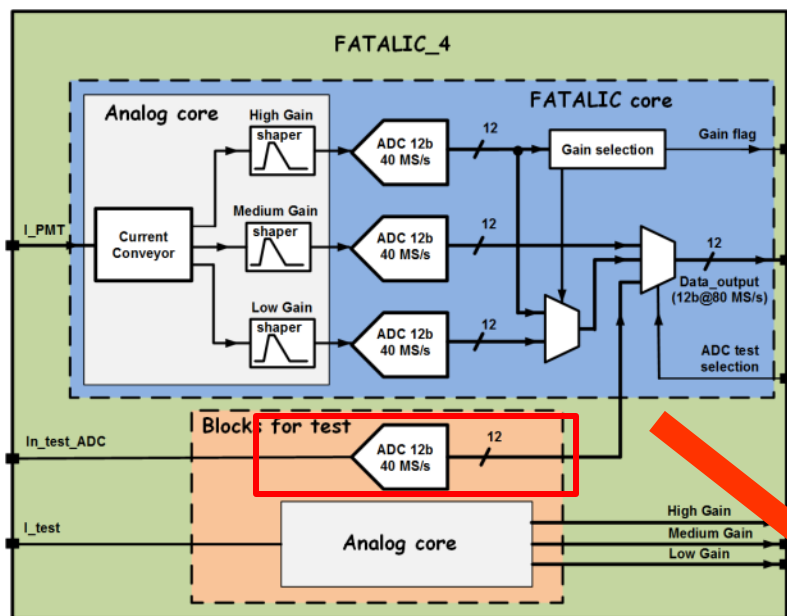 FATALIC_4
FATALIC core
Analog core
High Gain
shaper
ADC 12b
40 MS/s
12
Gain selection
Gain flag
I_PMT
Current
Conveyor
Medium Gain
shaper
ADC 12b
40 MS/s
12
12
Data_output
(12b@80 MS/s)
Low Gain
shaper
ADC 12b
40 MS/s
12
ADC test
selection
Blocks for test
In_test_ADC
ADC 12b
40 MS/s
12
I_test
Analog core
High Gain
Medium Gain
Low Gain